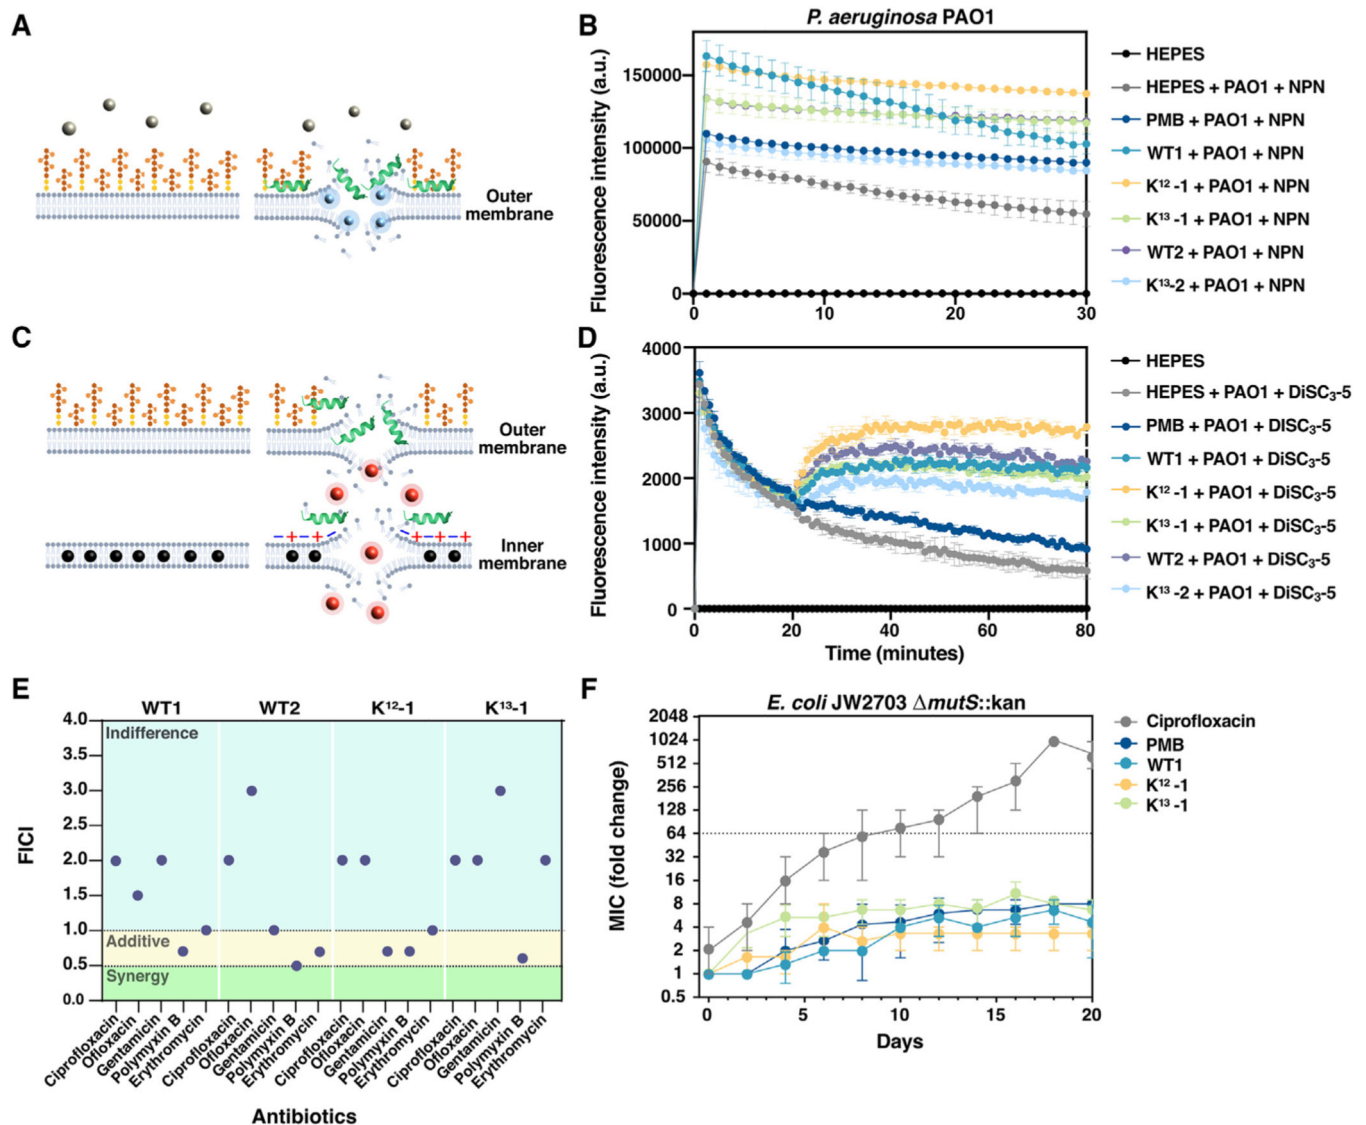 A
Outer
membrane
B
P. aeruginosa PAO1
Fluorescence intensity (a.u.)
150000
100000
50000
0
0 10 20 30
HEPES
HEPES + PAO1 + NPN
PMB + PAO1 + NPN
WT1 + PAO1 + NPN
K¹² -1 + PAO1 + NPN
K¹³ -1 + PAO1 + NPN
WT2 + PAO1 + NPN
K¹³-2 + PAO1 + NPN
C
Outer
membrane
Inner
membrane
D
Fluorescence intensity (a.u.)
4000
3000
2000
1000
0
0 20 40 60 80
Time (minutes)
HEPES
HEPES + PAO1 + DiSC₃-5
PMB + PAO1 + DISC₃-5
WT1 + PAO1 + DiSC₃-5
K¹² -1 + PAO1 + DiSC₃-5
K¹³ -1 + PAO1 + DiSC₃-5
WT2 + PAO1 + DiSC₃-5
K¹³ -2 + PAO1 + DiSC₃-5
E
WT1 WT2 K¹²-1 K¹³-1
FICI
4.0
3.5
3.0
2.5
2.0
1.5
1.0
0.5
0.0
Indifference
Additive
Synergy
Ciprofloxacin
Ofloxacin
Gentamicin
Polymyxin B
Erythromycin
Ciprofloxacin
Ofloxacin
Gentamicin
Polymyxin B
Erythromycin
Ciprofloxacin
Ofloxacin
Gentamicin
Polymyxin B
Erythromycin
Ciprofloxacin
Ofloxacin
Gentamicin
Polymyxin B
Erythromycin
Antibiotics
F
E. coli JW2703 ΔmutS::kan
MIC (fold change)
2048
1024
512
256
128
64
32
16
8
4
2
1
0.5
0 5 10 15 20
Days
Ciprofloxacin
PMB
WT1
K¹² -1
K¹³ -1